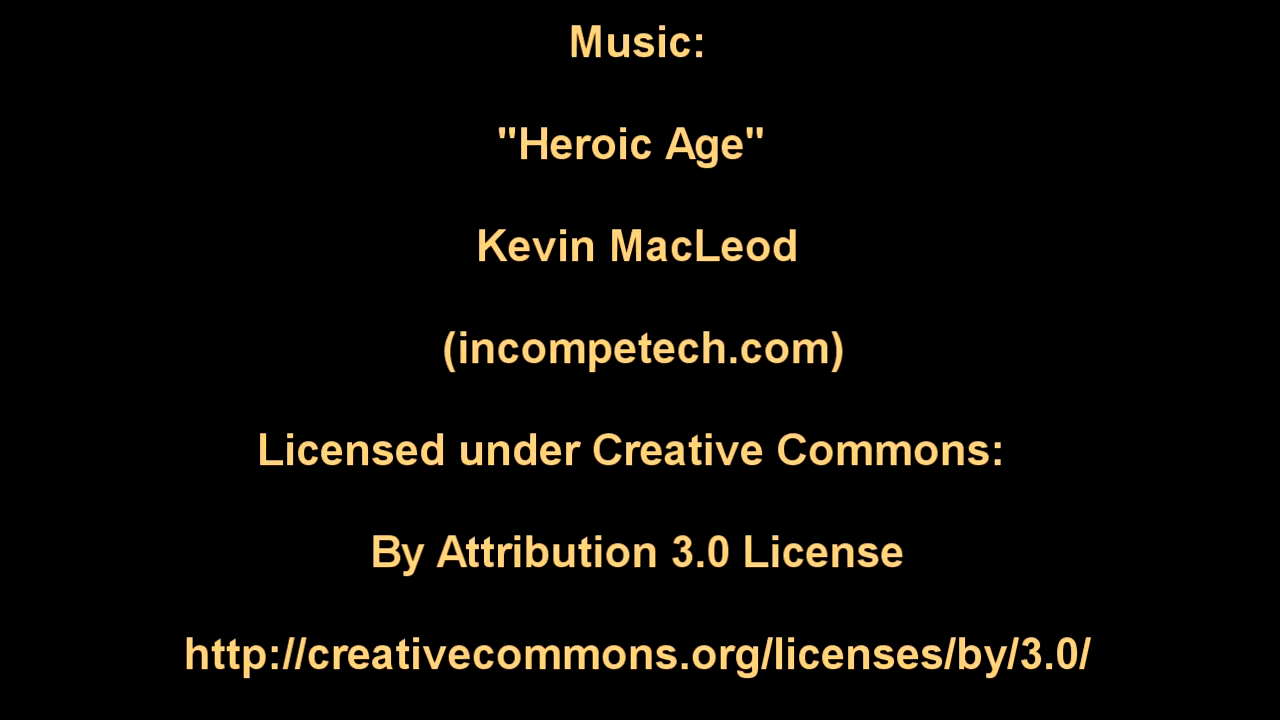 Music:
"Heroic Age"
Kevin MacLeod
(incompetech.com)
Licensed under Creative Commons:
By Attribution 3.0 License
http://creativecommons.org/licenses/by/3.0/